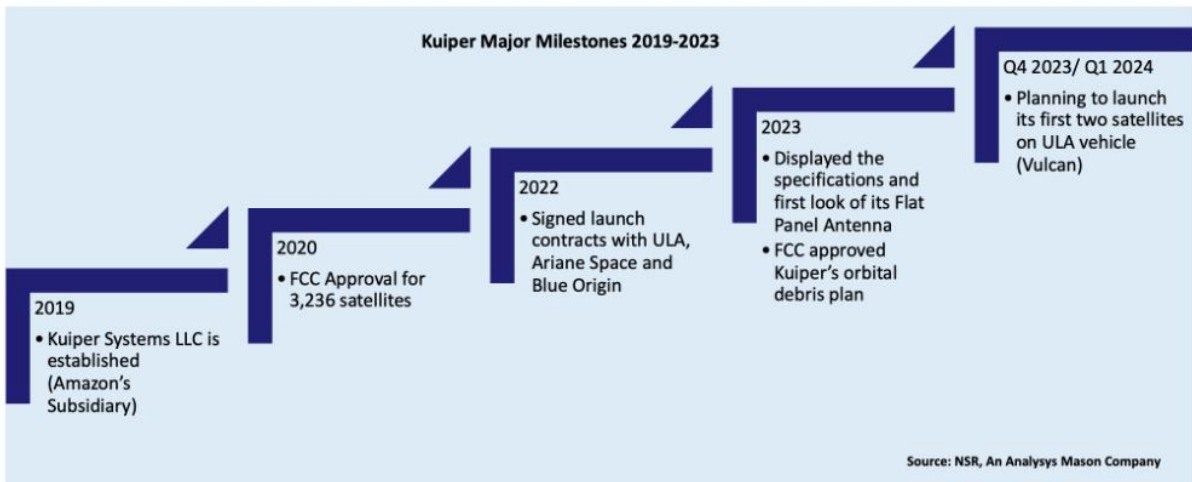 Kuiper Major Milestones 2019-2023
2019
• Kuiper Systems LLC is
established
(Amazon's
Subsidiary)
2020
• FCC Approval for
3,236 satellites
2022
• Signed launch
contracts with ULA,
Ariane Space and
Blue Origin
2023
• Displayed the
specifications and
first look of its Flat
Panel Antenna
• FCC approved
Kuiper's orbital
debris plan
Q4 2023/ Q1 2024
• Planning to launch
its first two satellites
on ULA vehicle
(Vulcan)
Source: NSR, An Analysys Mason Company